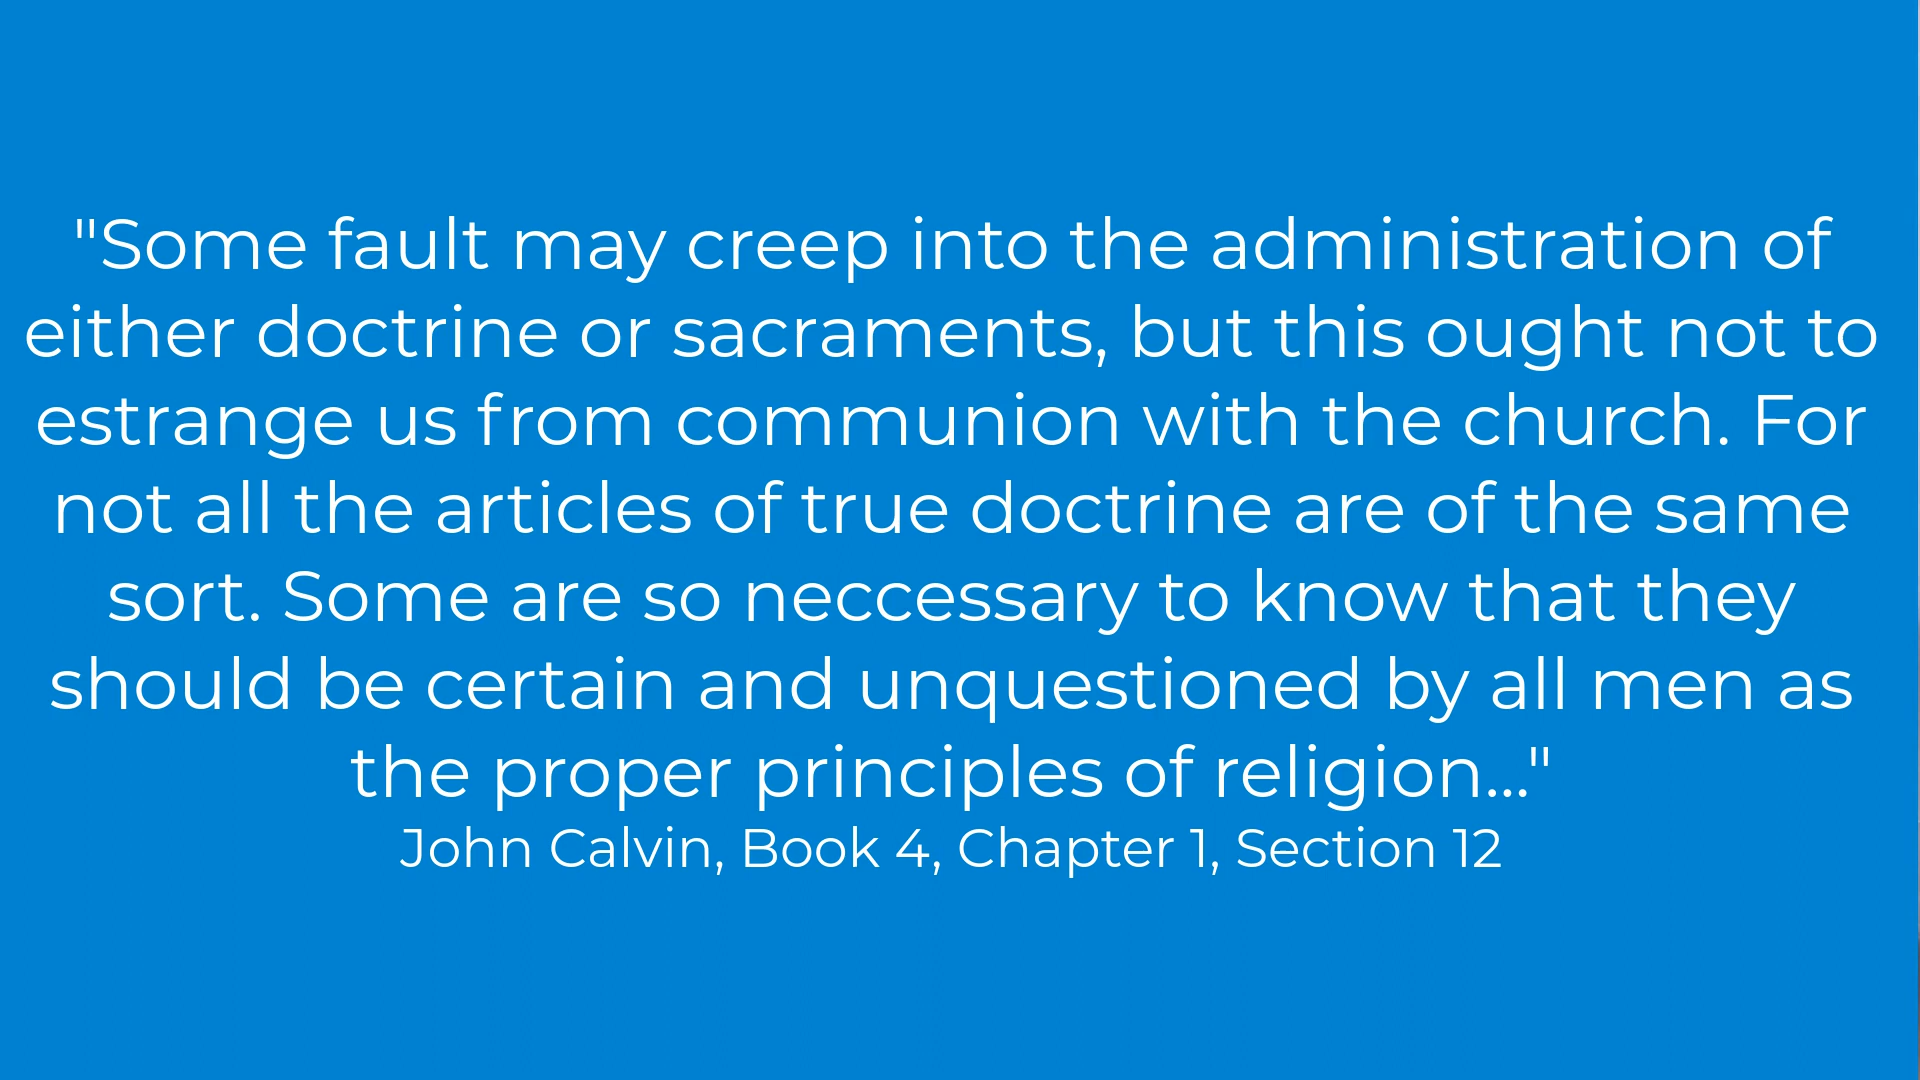 "Some fault may creep into the administration of
either doctrine or sacraments, but this ought not to
estrange us from communion with the church. For
not all the articles of true doctrine are of the same
sort. Some are so neccessary to know that they
should be certain and unquestioned by all men as
the proper principles of religion..."
John Calvin, Book 4, Chapter 1, Section 12